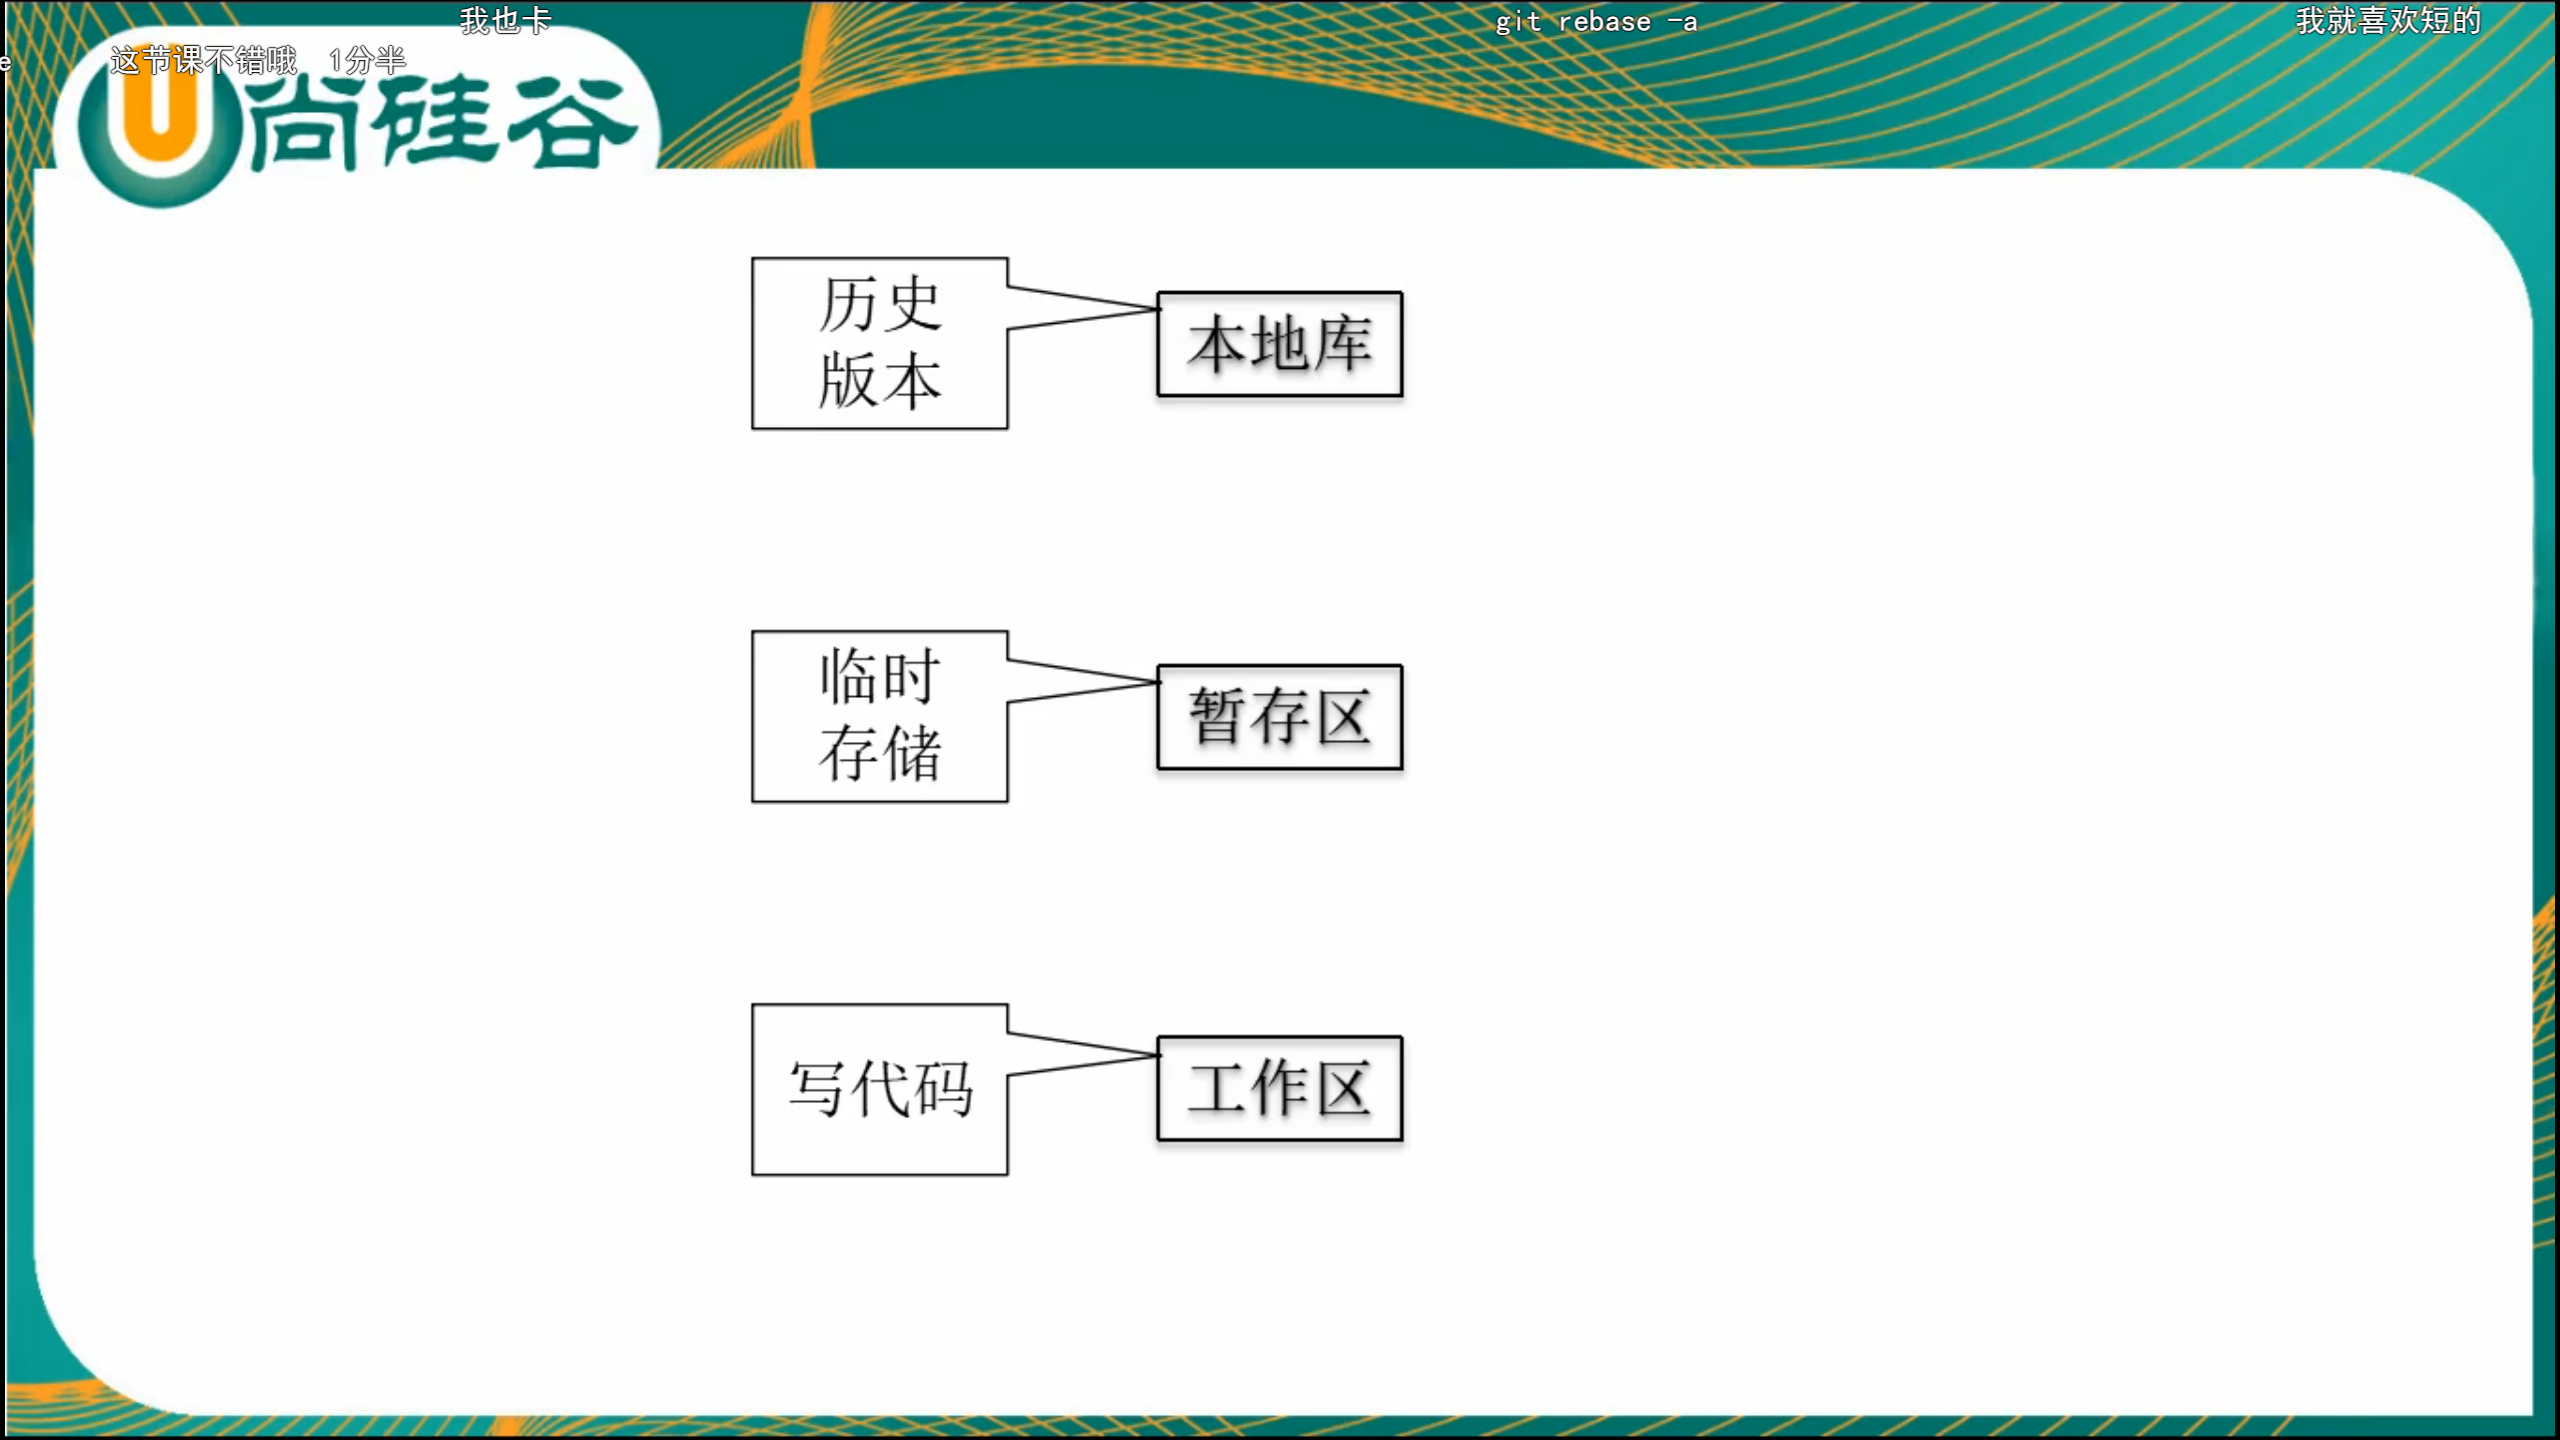 我也卡
git rebase -a
我就喜欢短的
e
这节课不错哦
1分半
U尚硅谷
历史
版本
本地库
临时
存储
暂存区
写代码
工作区